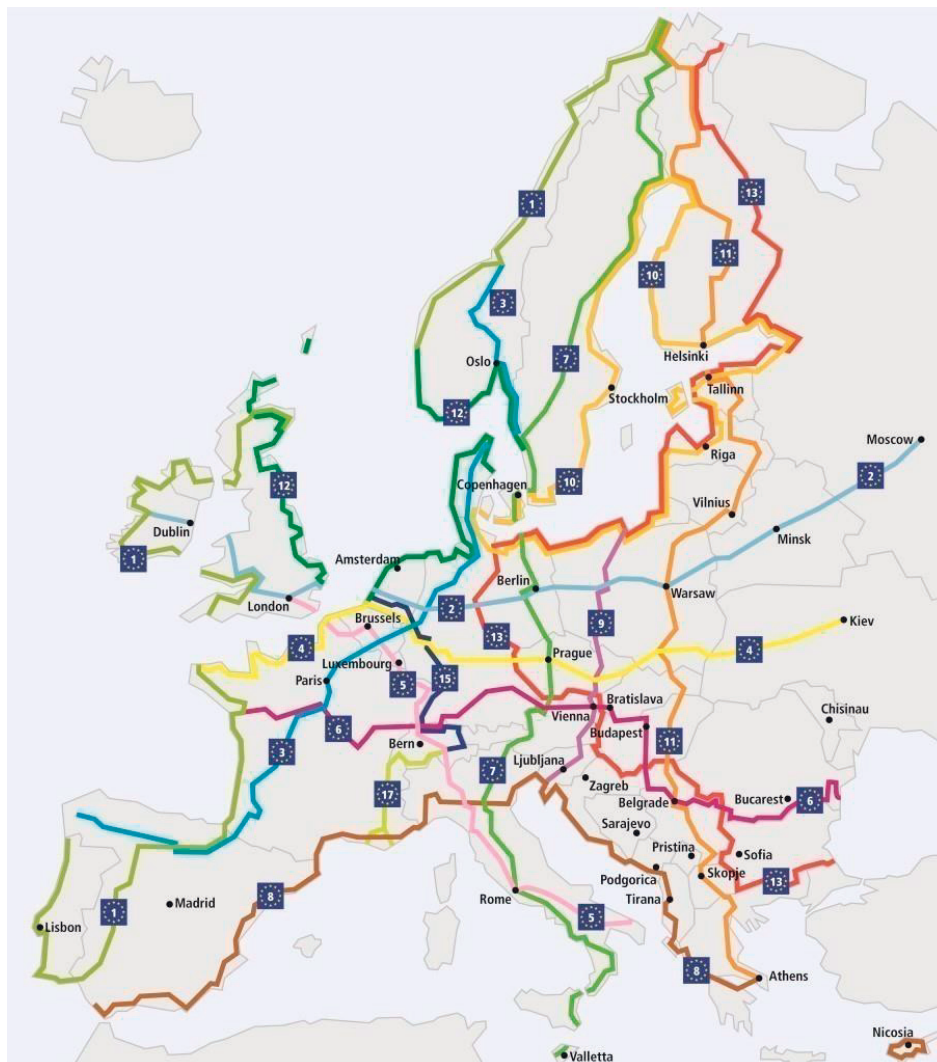 1
13
11
10
3
Oslo
7
Helsinki
Tallinn
Stockholm
12
Moscow
Riga
2
12
Copenhagen
10
Vilnius
Dublin
Minsk
1
Amsterdam
Berlin
Warsaw
London
2
9
Brussels
Kiev
4
13
4
Prague
Luxembourg
5
15
Paris
Bratislava
Vienna
Chisinau
6
Budapest
Bern
11
3
Ljubljana
7
Zagreb
17
Belgrade
Bucarest
6
Sarajevo
Pristina
Sofia
Skopje
Podgorica
13
8
Rome
Tirana
Madrid
1
5
Lisbon
8
Athens
Nicosia
Valletta